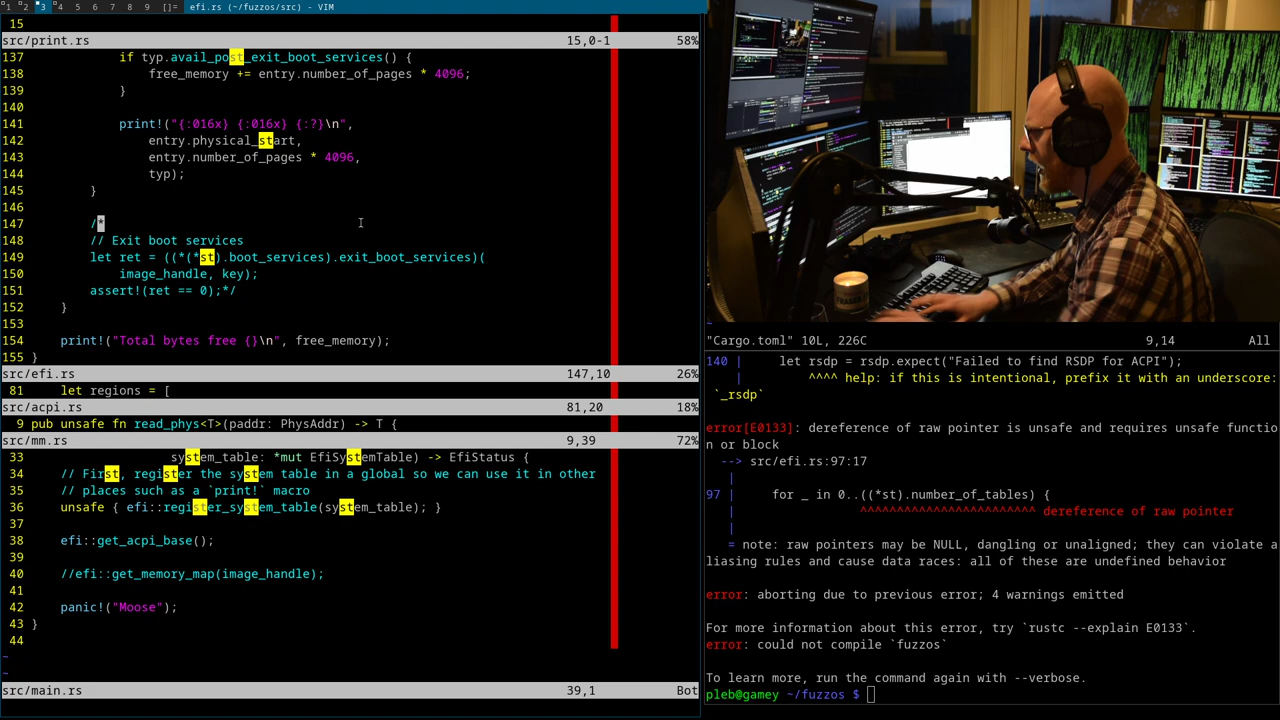 1 2 3 4 5 6 7 8 9 []= efi.rs (~/fuzzos/src) - VIM
15
src/print.rs 15,0-1 58%
137 if typ.avail_post_exit_boot_services() {
138 free_memory += entry.number_of_pages * 4096;
139 }
140
141 print!("{:016x} {:016x} {:?}\n",
142 entry.physical_start,
143 entry.number_of_pages * 4096,
144 typ);
145 }
146
147 /*
148 // Exit boot services
149 let ret = ((*(*st).boot_services).exit_boot_services)(
150 image_handle, key);
151 assert!(ret == 0);*/
152 }
153
154 print!("Total bytes free {}\n", free_memory);
155 }
src/efi.rs 147,10 26%
81 let regions = [
src/acpi.rs 81,20 18%
9 pub unsafe fn read_phys<T>(paddr: PhysAddr) -> T {
src/mm.rs 9,39 72%
33 system_table: *mut EfiSystemTable) -> EfiStatus {
34 // First, register the system table in a global so we can use it in other
35 // places such as a `print!` macro
36 unsafe { efi::register_system_table(system_table); }
37
38 efi::get_acpi_base();
39
40 //efi::get_memory_map(image_handle);
41
42 panic!("Moose");
43 }
44
~
~
src/main.rs 39,1 Bot
~
"Cargo.toml" 10L, 226C 9,14 All
140 | let rsdp = rsdp.expect("Failed to find RSDP for ACPI");
| ^^^^ help: if this is intentional, prefix it with an underscore:
`_rsdp`
error[E0133]: dereference of raw pointer is unsafe and requires unsafe functio
n or block
--> src/efi.rs:97:17
|
97 | for _ in 0..((*st).number_of_tables) {
| ^^^^^^^^^^^^^^^^^^^^^^^ dereference of raw pointer
|
= note: raw pointers may be NULL, dangling or unaligned; they can violate a
liasing rules and cause data races: all of these are undefined behavior
error: aborting due to previous error; 4 warnings emitted
For more information about this error, try `rustc --explain E0133`.
error: could not compile `fuzzos`
To learn more, run the command again with --verbose.
pleb@gamey ~/fuzzos $